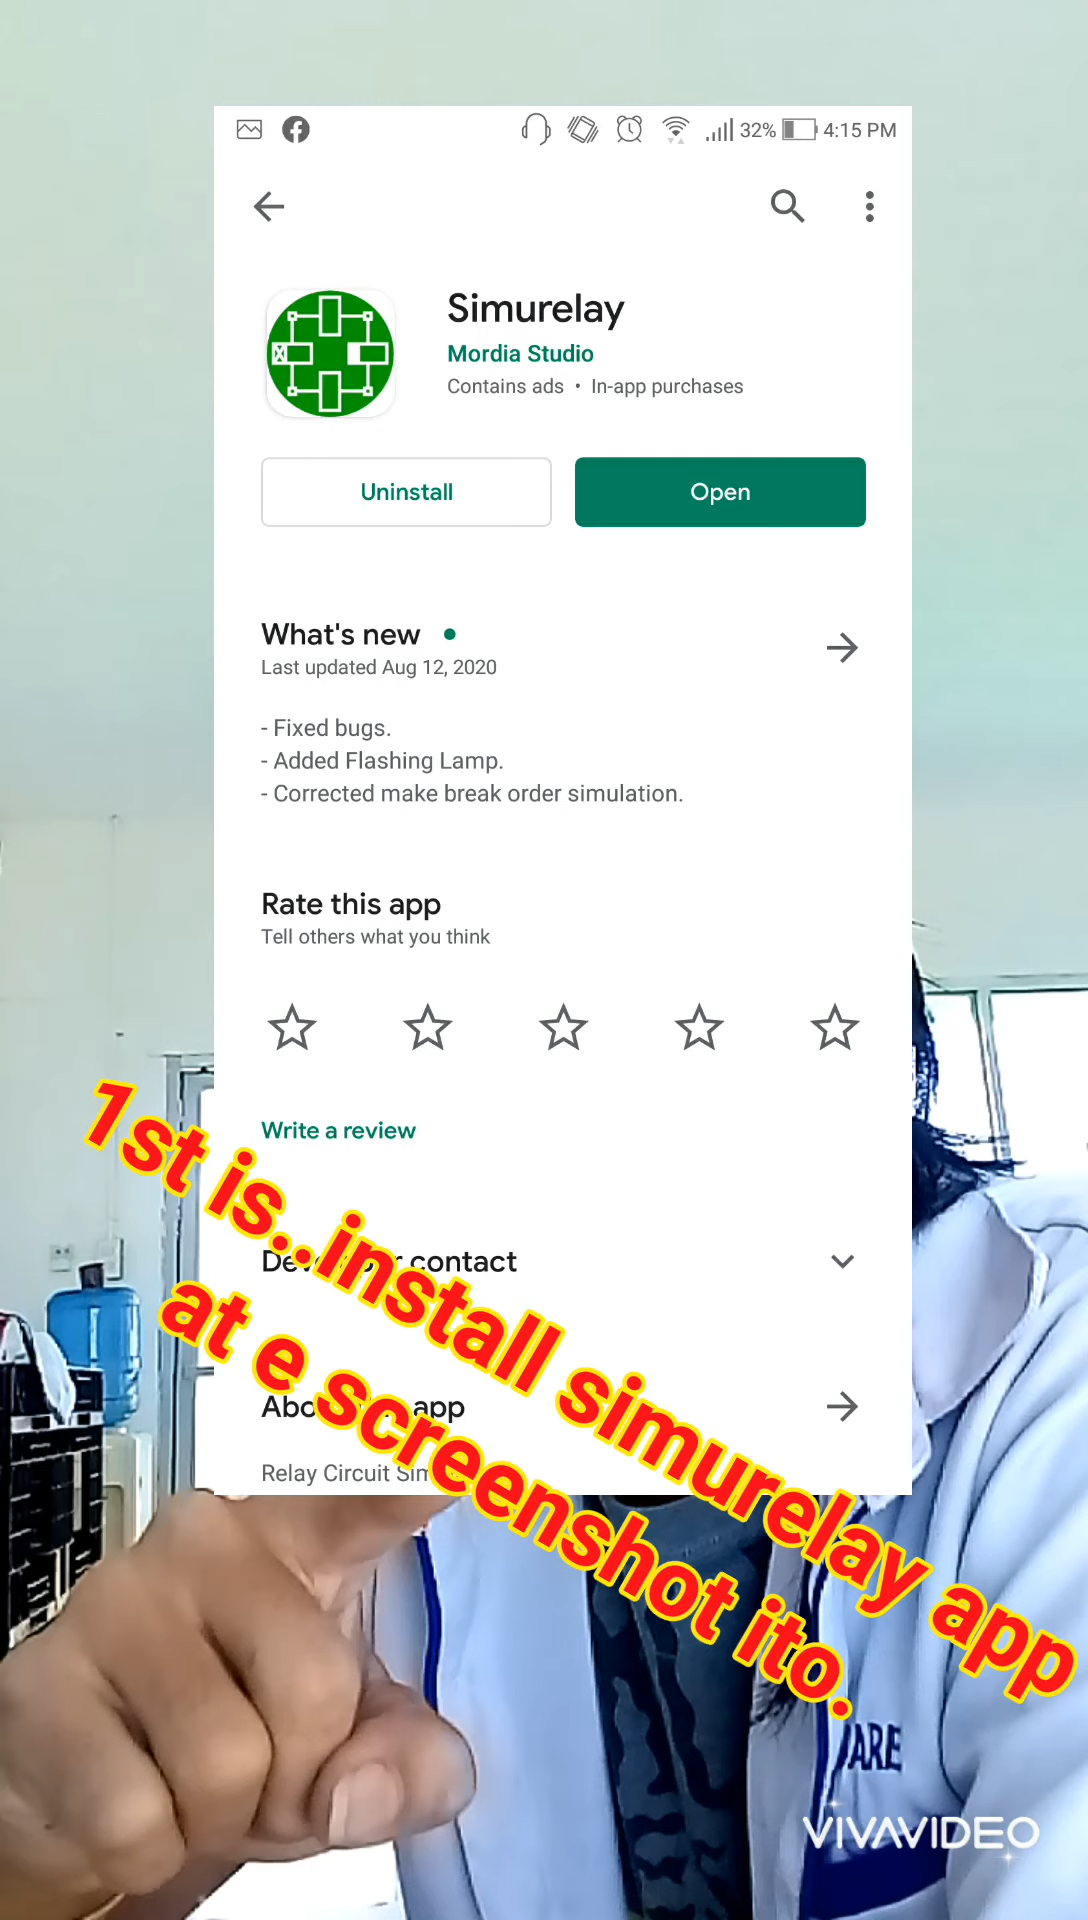 32% 4:15 PM
Simurelay
Mordia Studio
Contains ads • In-app purchases
Uninstall
Open
What's new
Last updated Aug 12, 2020
- Fixed bugs.
- Added Flashing Lamp.
- Corrected make break order simulation.
Rate this app
Tell others what you think
Write a review
contact
app
Relay Circuit
1st is..install simurelay app
at e screenshot ito.
VIVAVIDEO